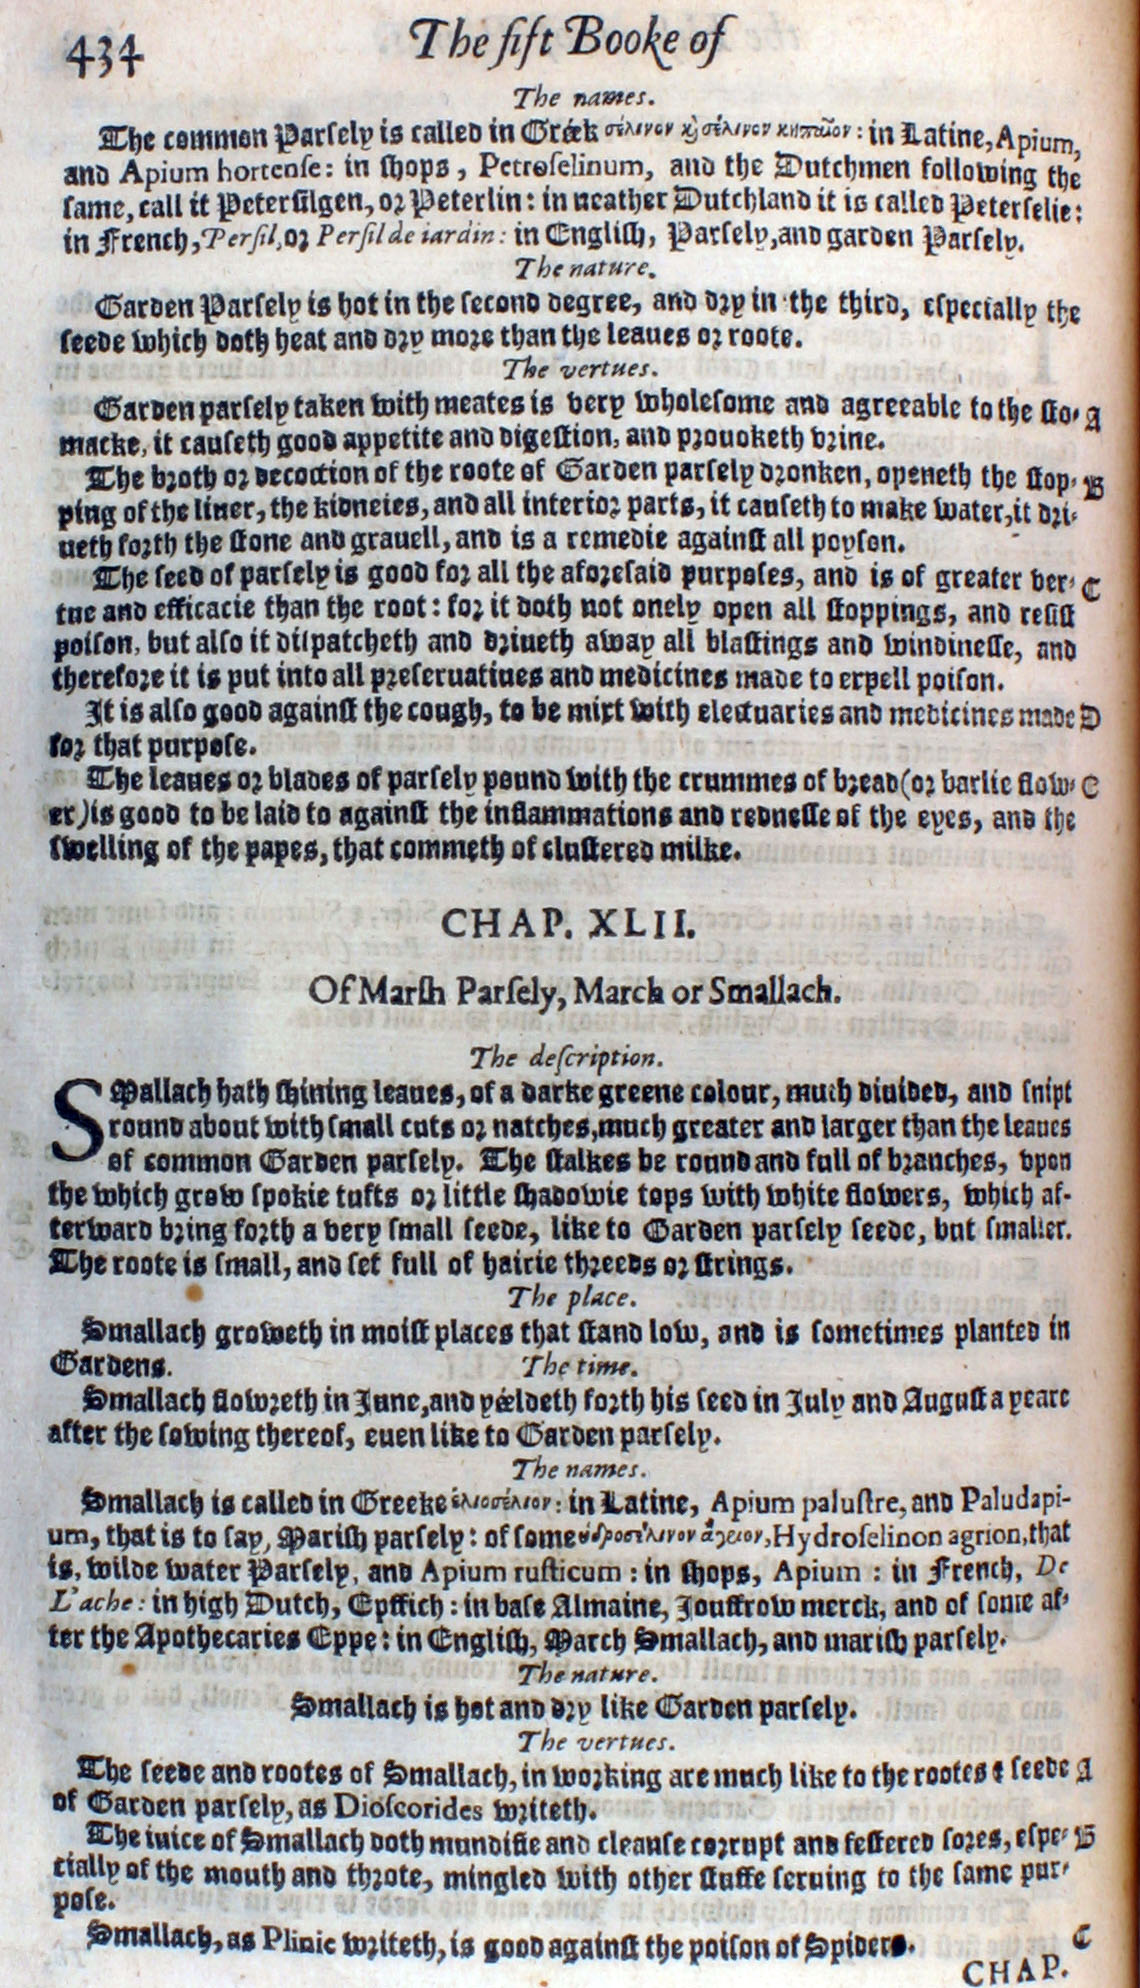 434 The fift Booke of
The names.
The common Parſely is called in Greek σέλινον κỳ σέλινον κηπαῖον: in Latine, Apium,
and Apium hortenſe: in ſhops, Petroſelinum, and the Dutchmen following the
ſame, call it Peterſilgen, or Peterlin: in neather Dutchland it is called Peterſelie:
in French, Perſil, or Perſil de iardin: in Engliſh, Parſely, and garden Parſely.
The nature.
Garden Parſely is hot in the ſecond degree, and dry in the third, eſpecially the
ſeede which doth heat and dry more than the leaues or roote.
The vertues.
Garden parſely taken with meates is very wholeſome and agreeable to the ſto- A
macke, it cauſeth good appetite and digeſtion, and prouoketh vrine.
The broth or decoction of the roote of Garden parſely dronken, openeth the ſtop- B
ping of the liuer, the kidneies, and all interior parts, it cauſeth to make water, it dri-
ueth forth the ſtone and grauell, and is a remedie againſt all poyſon.
The ſeed of parſely is good for all the aforeſaid purpoſes, and is of greater ver- C
tue and efficacie than the root: for it doth not onely open all ſtoppings, and reſiſt
poiſon, but alſo it diſpatcheth and driueth away all blaſtings and windineſſe, and
therefore it is put into all preſeruatiues and medicines made to expell poiſon.
It is alſo good againſt the cough, to be mixt with electuaries and medicines made D
for that purpoſe.
The leaues or blades of parſely pound with the crummes of bread (or barlie flow- E
er) is good to be laid to againſt the inflammations and redneſſe of the eyes, and the
ſwelling of the papes, that commeth of cluſtered milke.
CHAP. XLII.
Of Marſh Parſely, March or Smallach.
The deſcription.
SMallach hath ſhining leaues, of a darke greene colour, much diuided, and ſnipt
round about with ſmall cuts or natches, much greater and larger than the leaues
of common Garden parſely. The ſtalkes be round and full of branches, vpon
the which grow ſpokie tufts or little ſhadowie tops with white flowers, which af-
terward bring forth a very ſmall ſeede, like to Garden parſely ſeede, but ſmaller.
The roote is ſmall, and ſet full of hairie threeds or ſtrings.
The place.
Smallach groweth in moiſt places that ſtand low, and is ſometimes planted in
Gardens. The time.
Smallach flowreth in June, and yeeldeth forth his ſeed in July and Auguſt a yeare
after the ſowing thereof, euen like to Garden parſely.
The names.
Smallach is called in Greeke ἑλιοσέλιον: in Latine, Apium paluſtre, and Paludapi-
um, that is to ſay, Mariſh parſely: of ſome ὑδροσέλινον ἄγριον, Hydroſelinon agrion, that
is, wilde water Parſely, and Apium ruſticum: in ſhops, Apium: in French, De
L'ache: in high Dutch, Epffich: in baſe Almaine, Jouffrow merck, and of ſome af-
ter the Apothecaries Eppe: in Engliſh, March Smallach, and mariſh parſely.
The nature.
Smallach is hot and dry like Garden parſely.
The vertues.
The ſeede and rootes of Smallach, in working are much like to the rootes & ſeede A
of Garden parſely, as Dioſcorides writeth.
The iuice of Smallach doth mundifie and cleanſe corrupt and feſtered ſores, eſpe- B
cially of the mouth and throte, mingled with other ſtuffe ſeruing to the ſame pur-
poſe.
Smallach, as Plinie writeth, is good againſt the poiſon of Spiders. C
CHAP.